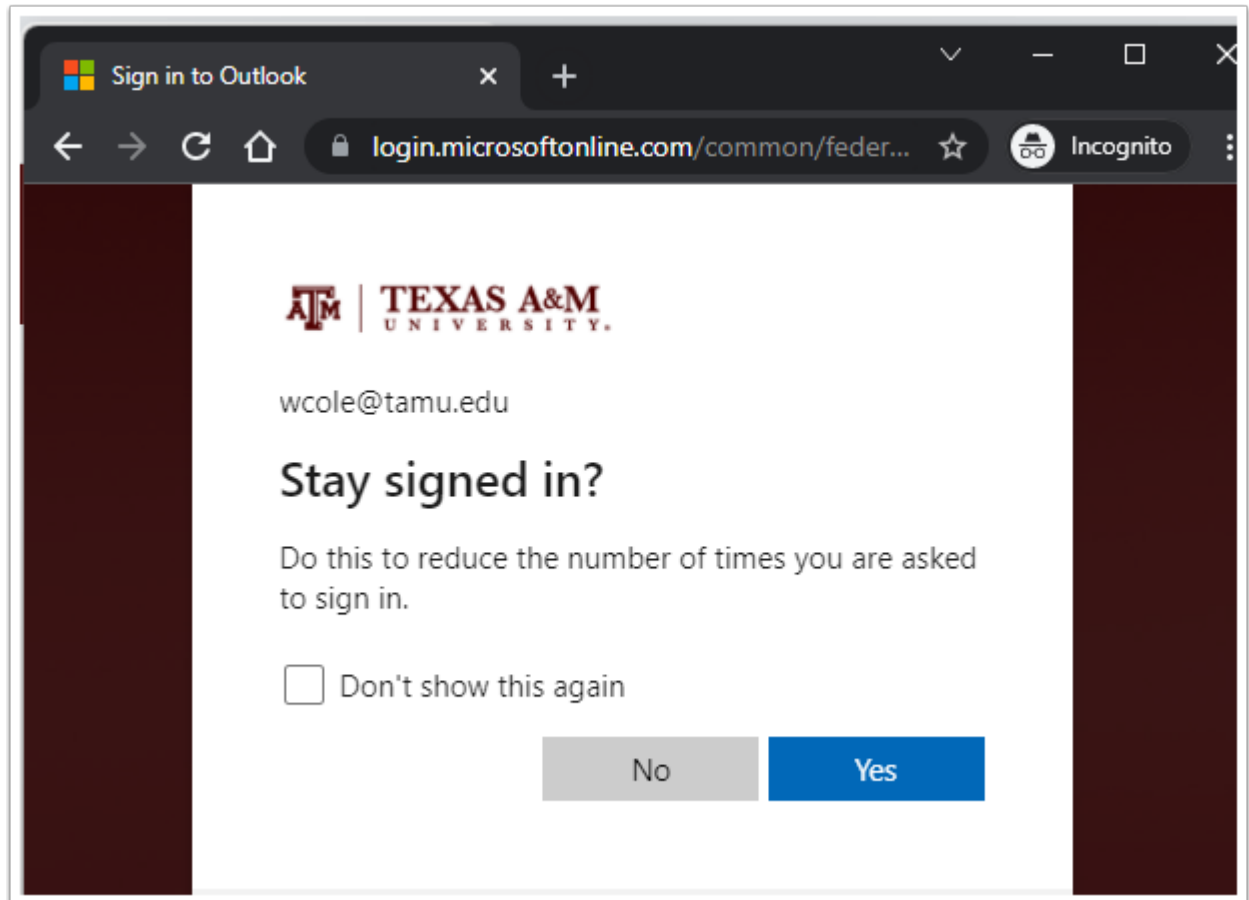 Sign in to Outlook
login.microsoftonline.com/common/feder...
Incognito
ATM
TEXAS A&M
UNIVERSITY.
wcole@tamu.edu
Stay signed in?
Do this to reduce the number of times you are asked
to sign in.
Don't show this again
No
Yes